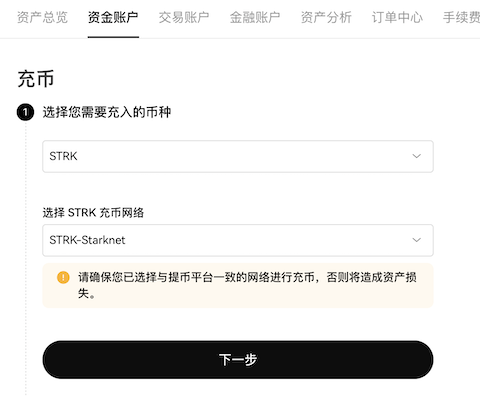 资产总览 资金账户 交易账户 金融账户 资产分析 订单中心 手续费
充币
1 选择您需要充入的币种
STRK
选择 STRK 充币网络
STRK-Starknet
请确保您已选择与提币平台一致的网络进行充币，否则将造成资产损
失。
下一步